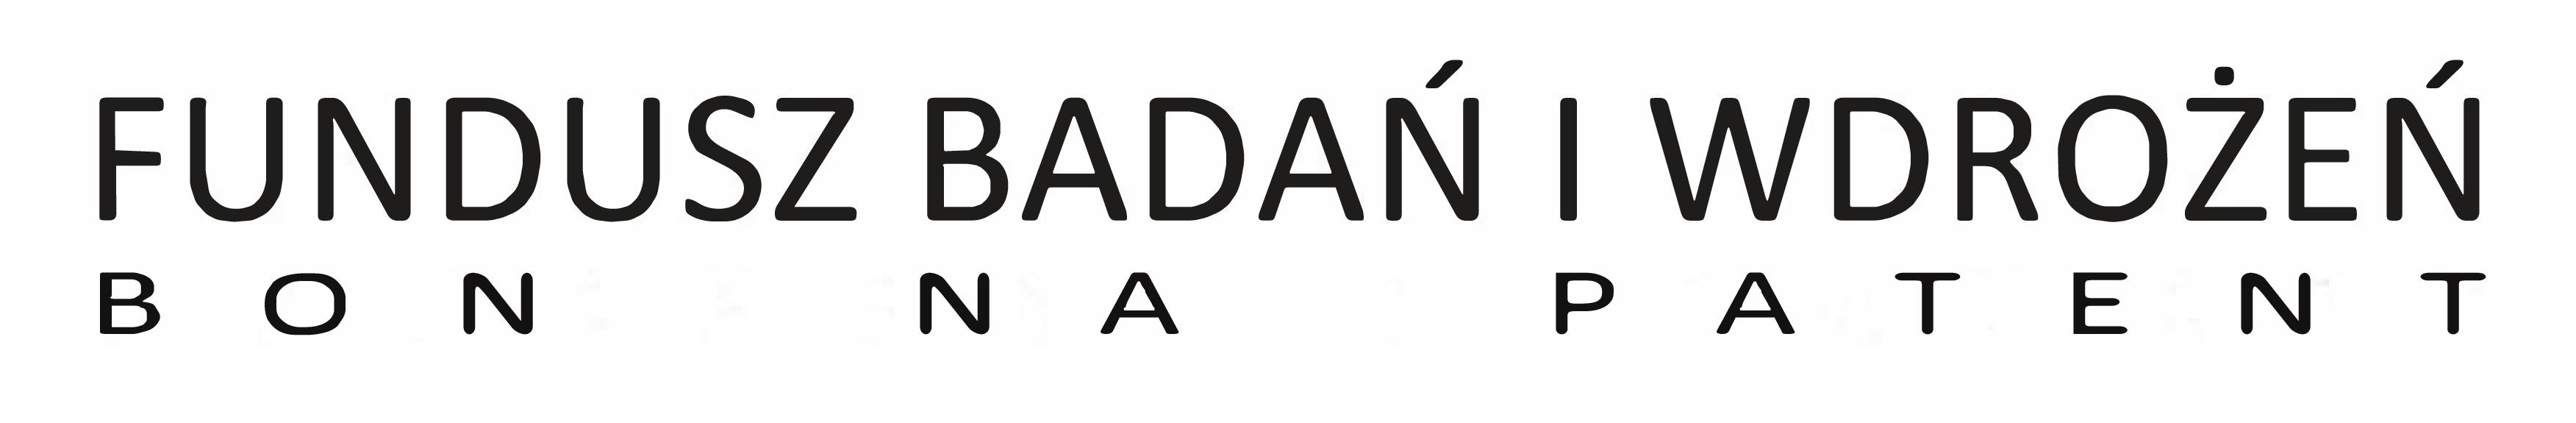 FUNDUSZ BADAŃ I WDROŻEŃ
BON NA PATENT